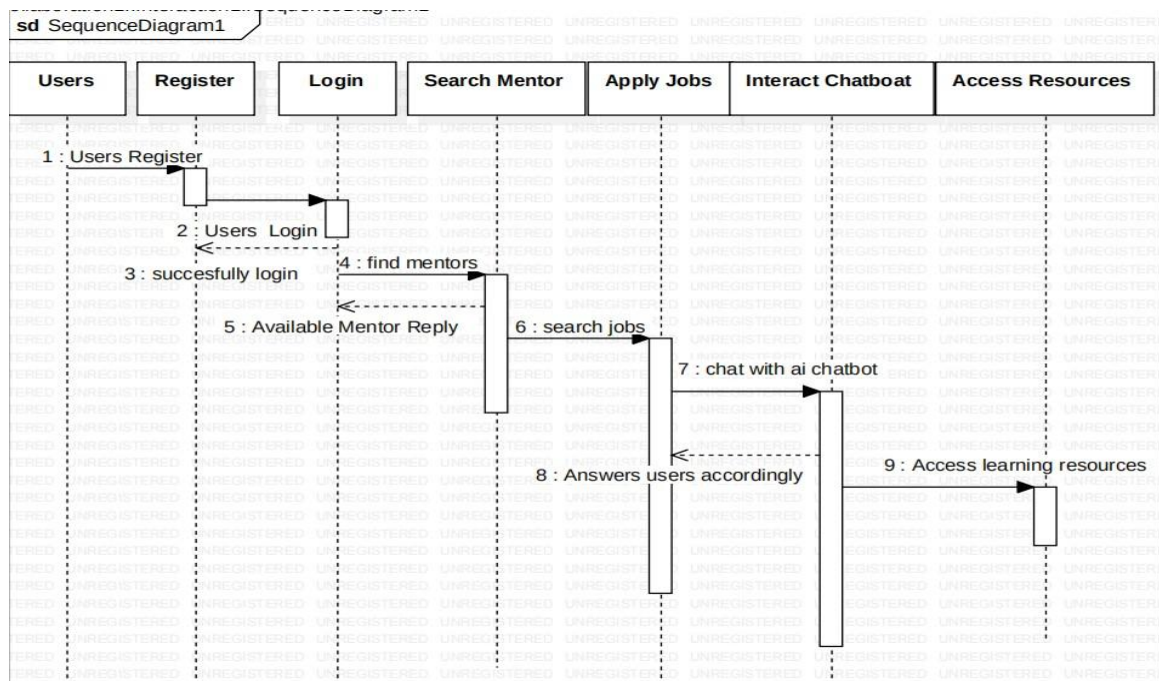 sd SequenceDiagram1
Users
Register
Login
Search Mentor
Apply Jobs
Interact Chatboat
Access Resources
1 : Users Register
2 : Users Login
3 : succesfully login
4 : find mentors
5 : Available Mentor Reply
6 : search jobs
7 : chat with ai chatbot
8 : Answers users accordingly
9 : Access learning resources
UNREGISTERED